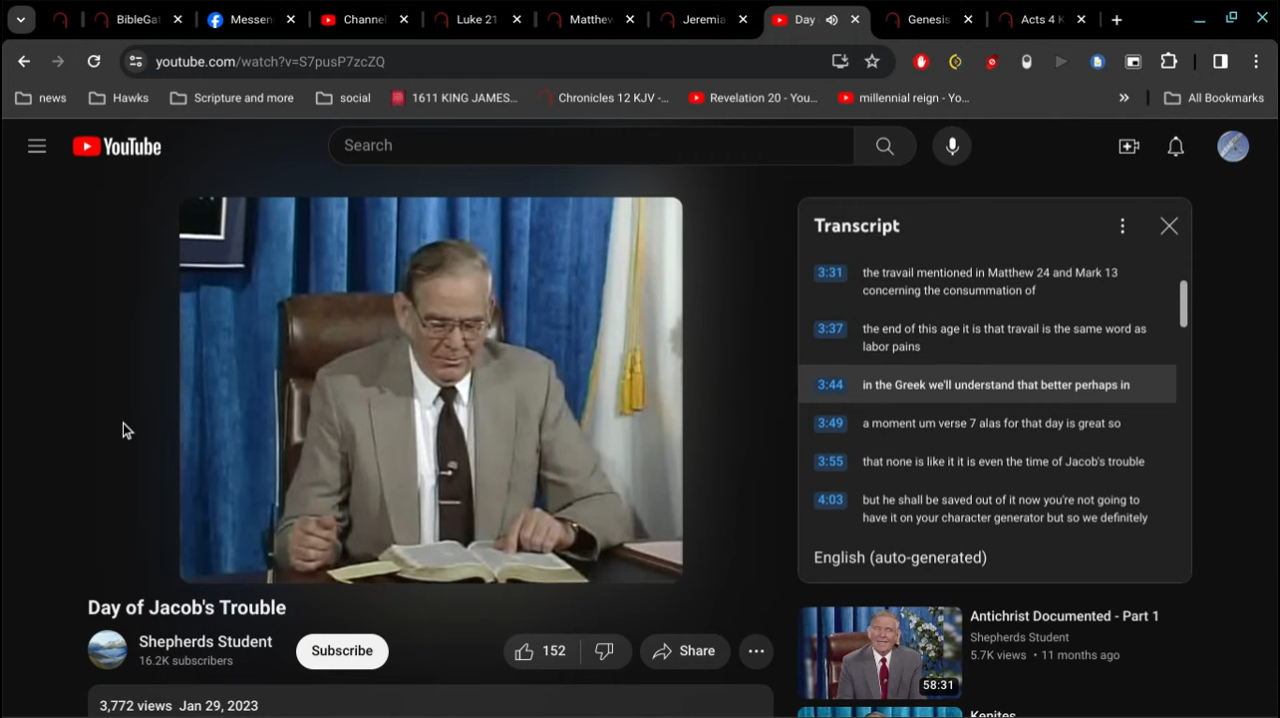 BibleGa
Messen
Channel
Luke 21
Matthew
Jeremia
Day
Genesis
Acts 4 K
youtube.com/watch?v=S7pusP7zcZQ
news
Hawks
Scripture and more
social
1611 KING JAMES...
Chronicles 12 KJV -...
Revelation 20 - You...
millennial reign - Yo...
»
All Bookmarks
YouTube
Search
Transcript
3:31 the travail mentioned in Matthew 24 and Mark 13
concerning the consummation of
3:37 the end of this age it is that travail is the same word as
labor pains
3:44 in the Greek we'll understand that better perhaps in
3:49 a moment um verse 7 alas for that day is great so
3:55 that none is like it it is even the time of Jacob's trouble
4:03 but he shall be saved out of it now you're not going to
have it on your character generator but so we definitely
English (auto-generated)
Day of Jacob's Trouble
Shepherds Student
16.2K subscribers
Subscribe
152
Share
3,772 views Jan 29, 2023
Antichrist Documented - Part 1
Shepherds Student
5.7K views • 11 months ago
58:31
Kenites